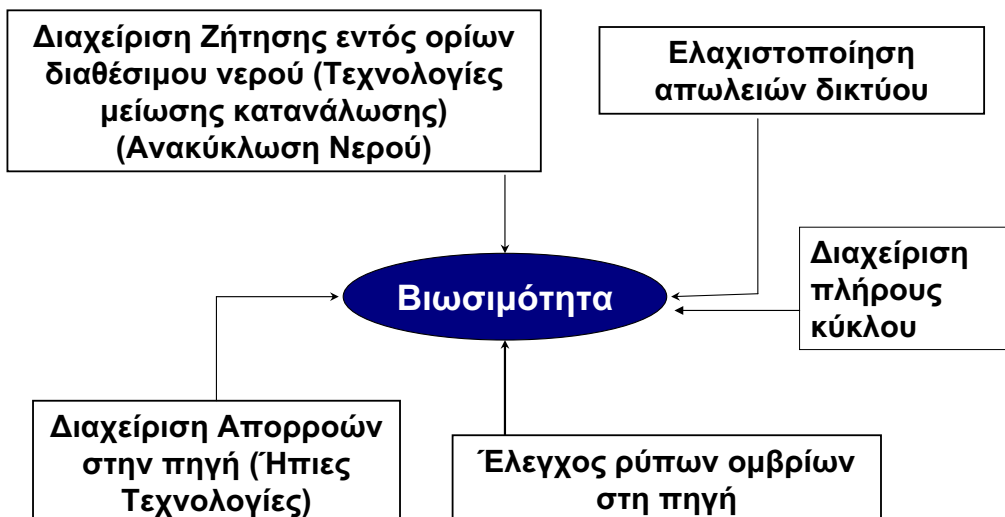 Διαχείριση Ζήτησης εντός ορίων
διαθέσιμου νερού (Τεχνολογίες
μείωσης κατανάλωσης)
(Ανακύκλωση Νερού)
Ελαχιστοποίηση
απωλειών δικτύου
Διαχείριση
πλήρους
κύκλου
Βιωσιμότητα
Διαχείριση Απορροών
στην πηγή (Ήπιες
Τεχνολογίες)
Έλεγχος ρύπων ομβρίων
στη πηγή